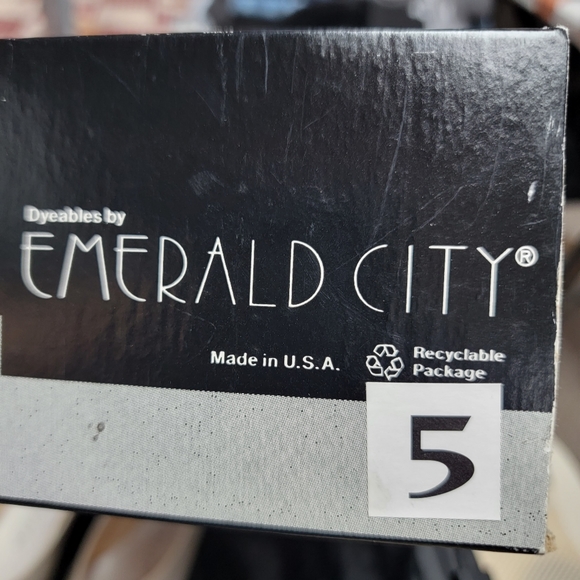 Dyeables by
EMERALD CITY®
Made in U.S.A.
Recyclable
Package
5